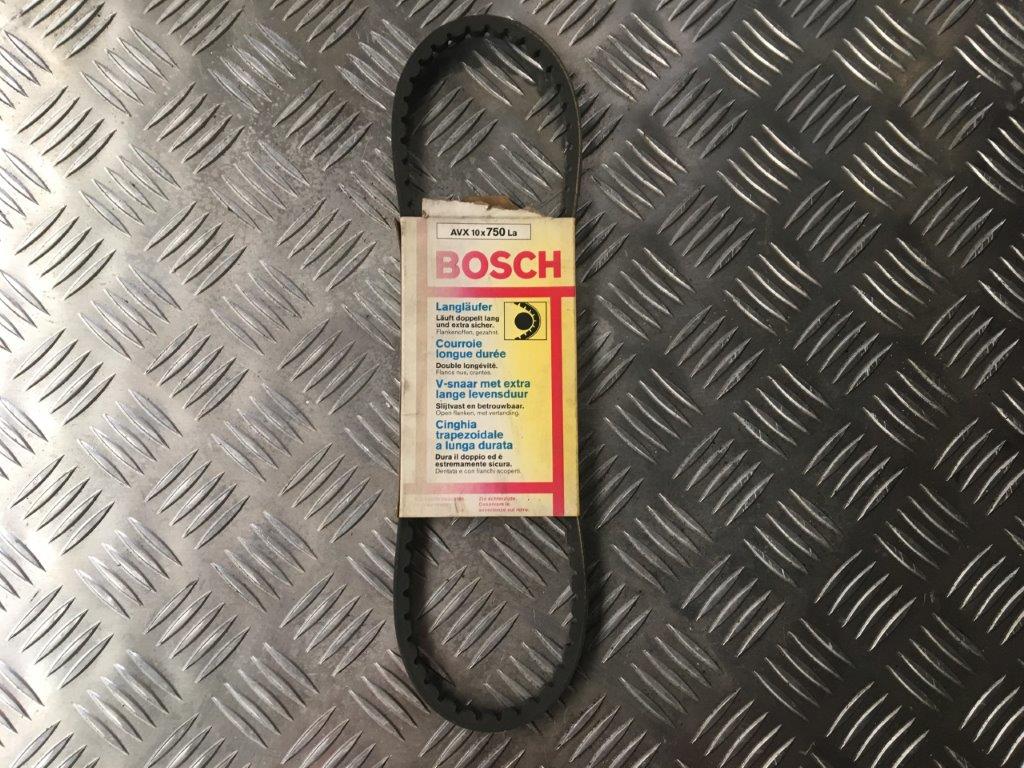 AVX 10x750 La
BOSCH
Langläufer
Läuft doppelt lang
und extra sicher.
Flankenoffen, gezahnt.
Courroie
longue durée
Double longévité.
Flancs nus, crantés.
V-snaar met extra
lange levensduur
Slijtvast en betrouwbaar.
Open flanken, met vertanding.
Cinghia
trapezoidale
a lunga durata
Dura il doppio ed è
estremamente sicura.
Dentata e con fianchi scoperti.